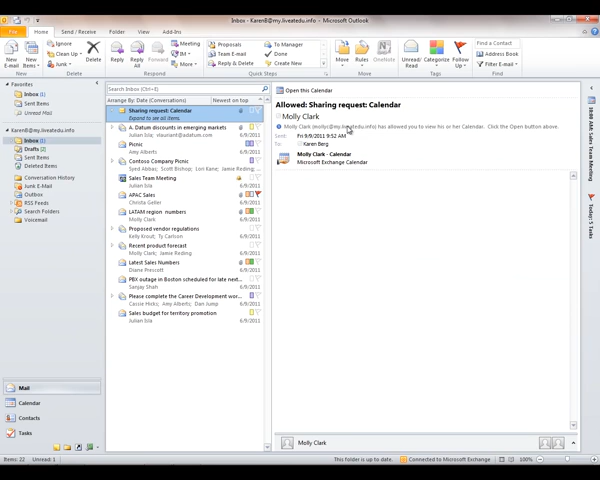 Inbox - KarenB@my.liveatedu.info - Microsoft Outlook
File
Home
Send / Receive
Folder
View
Add-Ins
New E-mail
New Items
Ignore
Clean Up
Junk
Delete
Reply
Reply All
Forward
Meeting
IM
More
Respond
Proposals
Team E-mail
Reply & Delete
To Manager
Done
Create New
Quick Steps
Move
Rules
OneNote
Move
Unread/ Read
Categorize
Follow Up
Tags
Find a Contact
Address Book
Filter E-mail
Find
Favorites
Inbox (1)
Sent Items
Unread Mail
KarenB@my.liveatedu.info
Inbox (1)
Drafts [2]
Sent Items
Deleted Items
Conversation History
Junk E-Mail
Outbox
RSS Feeds
Search Folders
Voicemail
Mail
Calendar
Contacts
Tasks
Search Inbox (Ctrl+E)
Arrange By: Date (Conversations)
Newest on top
Sharing request: Calendar
Expand to see all items.
A. Datum discounts in emerging markets
Julian Isla;
6/9/2011
Picnic
Amy Alberts
6/9/2011
Contoso Company Picnic
Syed Abbas; Scott Bishop; Lori Kane; Jamie Reding;...
Sales Team Meeting
Julian Isla
6/9/2011
APAC Sales
Christa Geller
6/9/2011
LATAM region numbers
Molly Clark
6/9/2011
Proposed vendor regulations
Kelly Krout; Ty Carlson
6/9/2011
Recent product forecast
Molly Clark; Jamie Reding
6/9/2011
Latest Sales Numbers
Diane Prescott
6/9/2011
PBX outage in Boston scheduled for late next...
Sanjay Shah
6/9/2011
Please complete the Career Development wor...
Cassie Hicks; Amy Alberts; Dan Jump
6/9/2011
Sales budget for territory promotion
Julian Isla
6/9/2011
Open this Calendar
Allowed: Sharing request: Calendar
Molly Clark
Molly Clark (mollyc@my.liveatedu.info) has allowed you to view his or her Calendar. Click the Open button above.
Sent: Fri 9/9/2011 9:52 AM
To: Karen Berg
Molly Clark - Calendar
Microsoft Exchange Calendar
Molly Clark
10:00 AM: Sales Team Meeting
Today: 5 Tasks
Items: 22
Unread: 1
This folder is up to date.
Connected to Microsoft Exchange
100%